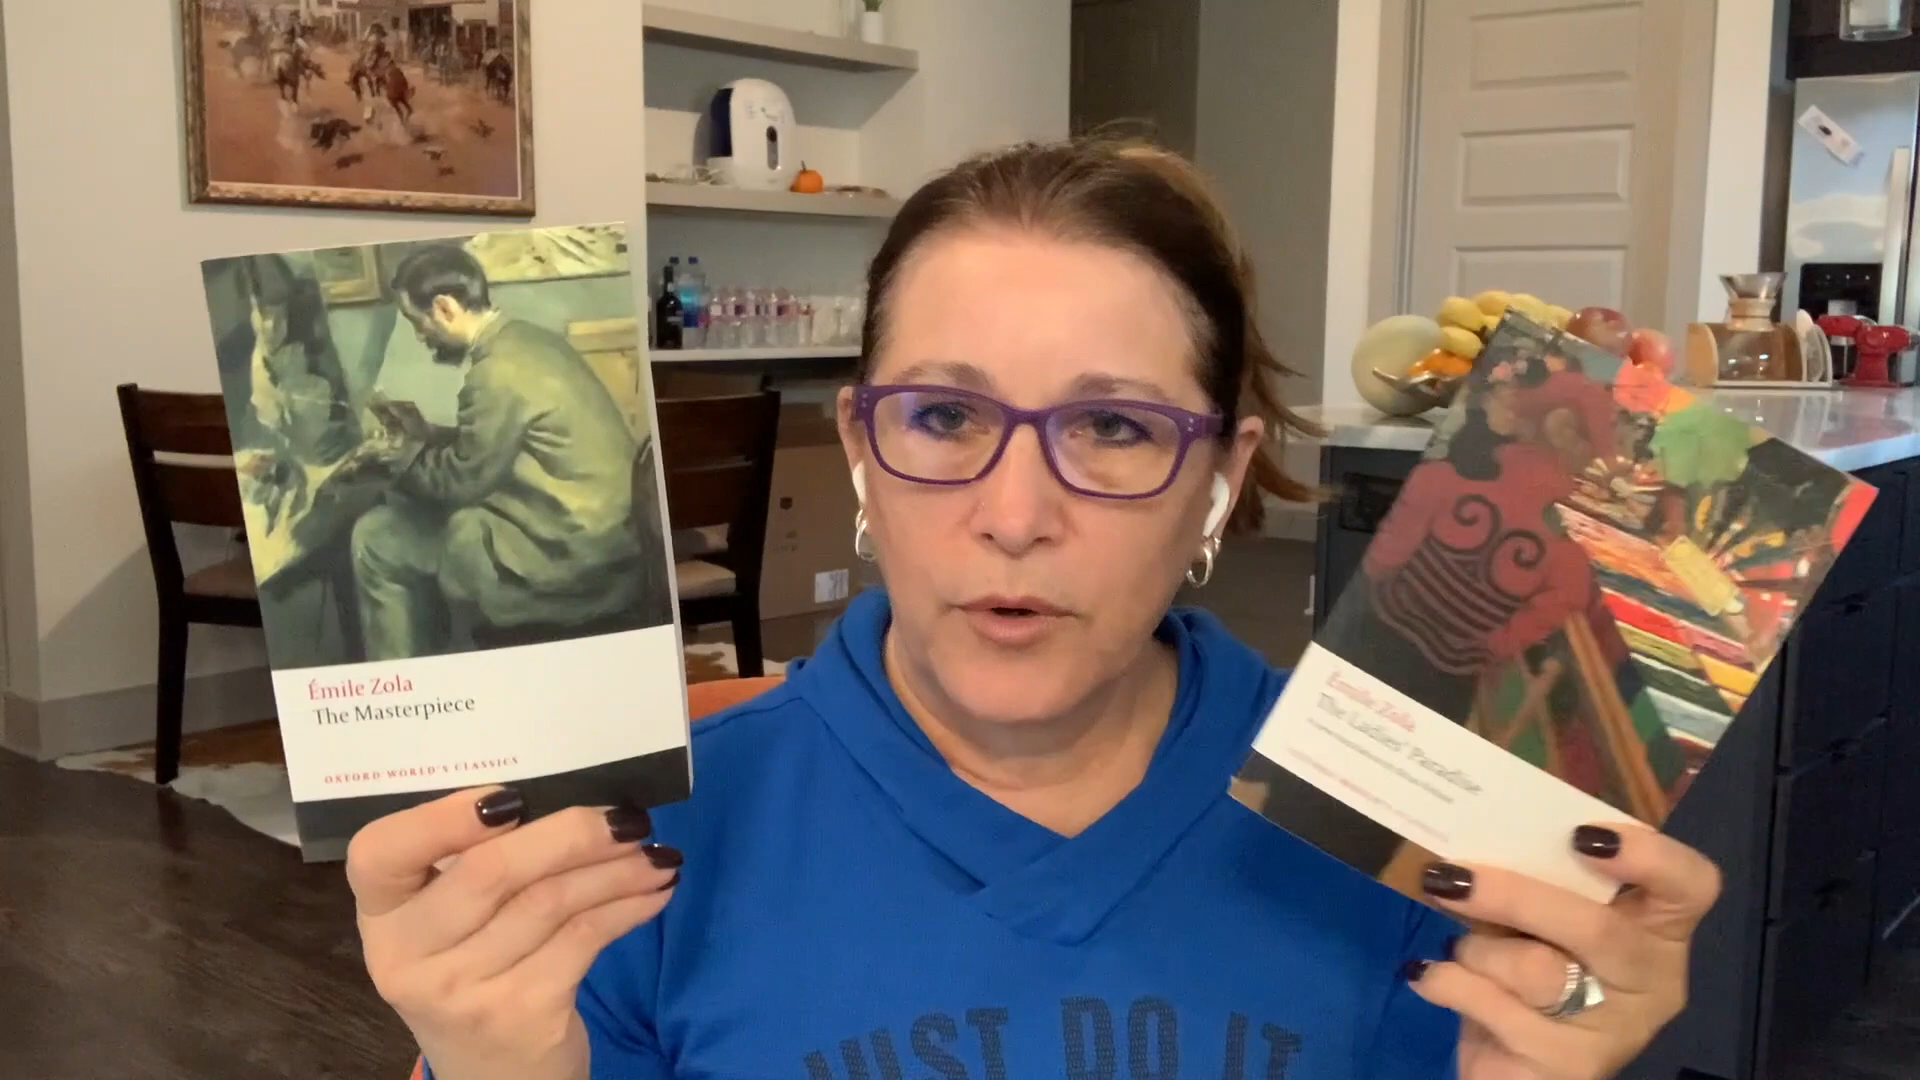 Émile Zola
The Masterpiece
OXFORD WORLD'S CLASSICS
Émile Zola
The Ladies' Paradise
JUST DO IT